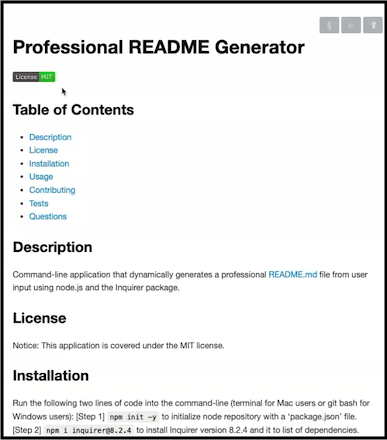 Professional README Generator
License MIT
Table of Contents
Description
License
Installation
Usage
Contributing
Tests
Questions
Description
Command-line application that dynamically generates a professional README.md file from user
input using node.js and the Inquirer package.
License
Notice: This application is covered under the MIT license.
Installation
Run the following two lines of code into the command-line (terminal for Mac users or git bash for
Windows users): [Step 1] npm init -y to initialize node repository with a 'package.json' file.
[Step 2] npm i inquirer@8.2.4 to install Inquirer version 8.2.4 and it to list of dependencies.